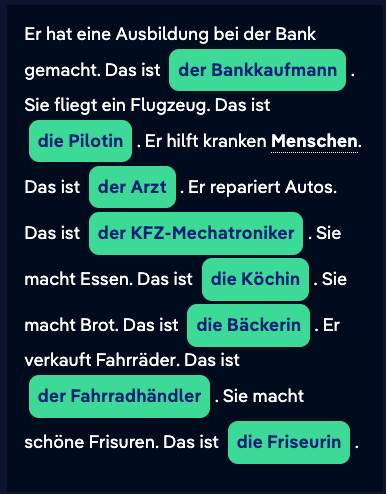 Er hat eine Ausbildung bei der Bank
gemacht. Das ist der Bankkaufmann .
Sie fliegt ein Flugzeug. Das ist
die Pilotin . Er hilft kranken Menschen.
Das ist der Arzt . Er repariert Autos.
Das ist der KFZ-Mechatroniker . Sie
macht Essen. Das ist die Köchin . Sie
macht Brot. Das ist die Bäckerin . Er
verkauft Fahrräder. Das ist
der Fahrradhändler . Sie macht
schöne Frisuren. Das ist die Friseurin .